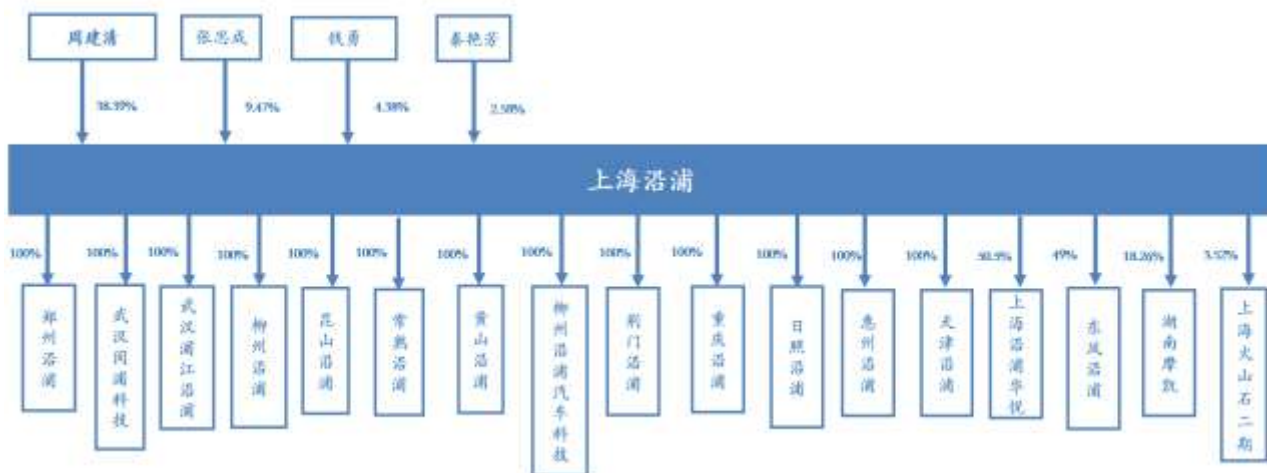 周建清
张思成
钱勇
秦艳芳
38.39%
9.47%
4.38%
2.58%
上海沿浦
100%
100%
100%
100%
100%
100%
100%
100%
100%
100%
100%
100%
100%
50.5%
49%
18.26%
5.52%
郑州沿浦
武汉闵浦科技
武汉浦江沿浦
柳州沿浦
昆山沿浦
常熟沿浦
黄山沿浦
柳州沿浦汽车科技
荆门沿浦
重庆沿浦
日照沿浦
惠州沿浦
天津沿浦
上海沿浦华悦
东风沿浦
湖南摩凯
上海火山石二期